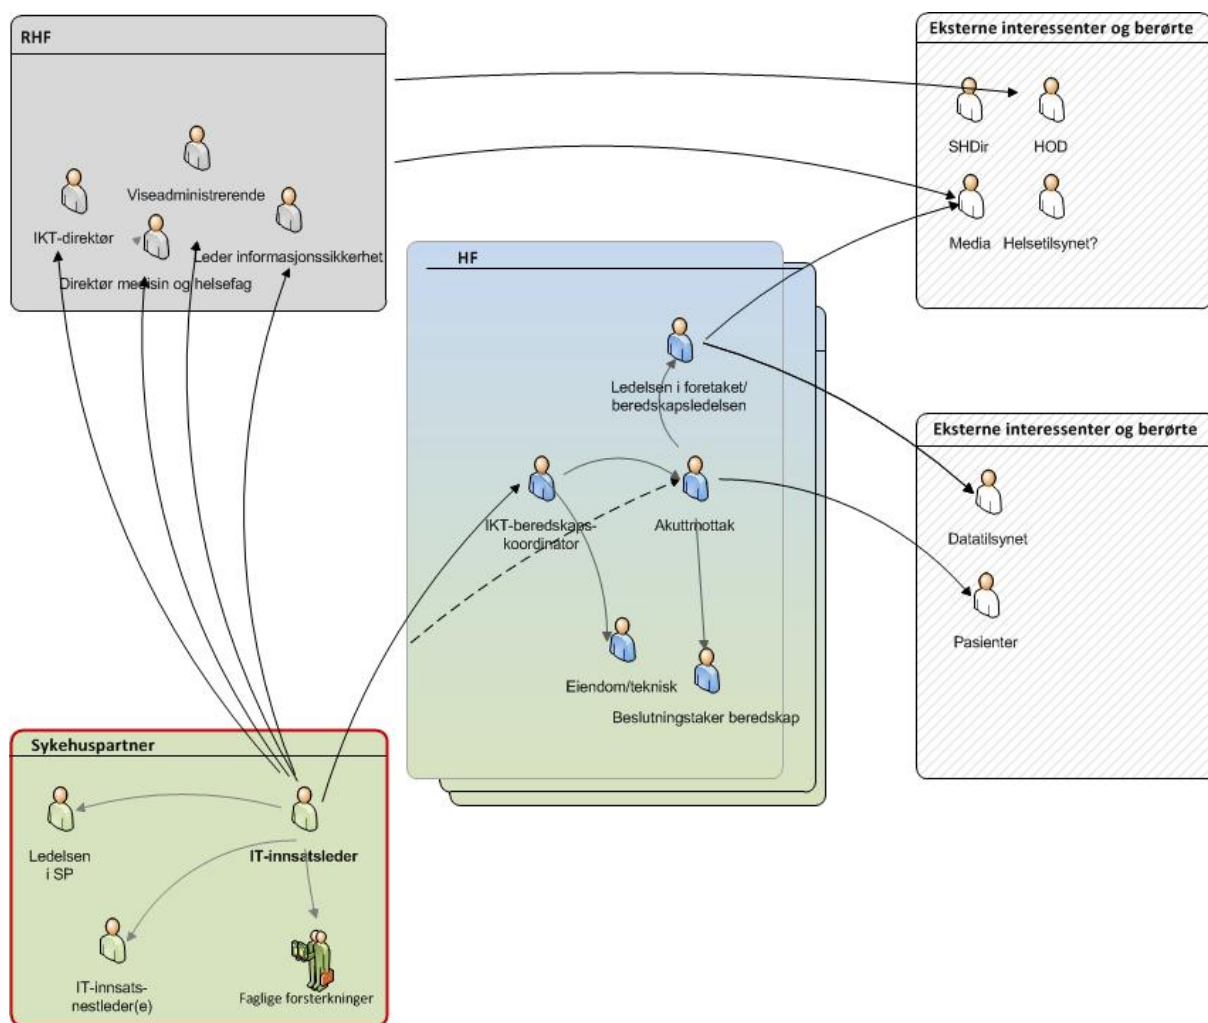 RHF
Viseadministrerende
IKT-direktør
Leder informasjonssikkerhet
Direktør medisin og helsefag
Eksterne interessenter og berørte
SHDir
HOD
Media
Helsetilsynet?
HF
Ledelsen i foretaket/
beredskapsledelsen
IKT-beredskaps-
koordinator
Akuttmottak
Eiendom/teknisk
Beslutningstaker beredskap
Eksterne interessenter og berørte
Datatilsynet
Pasienter
Sykehuspartner
Ledelsen
i SP
IT-innsatsleder
IT-innsats-
nestleder(e)
Faglige forsterkninger